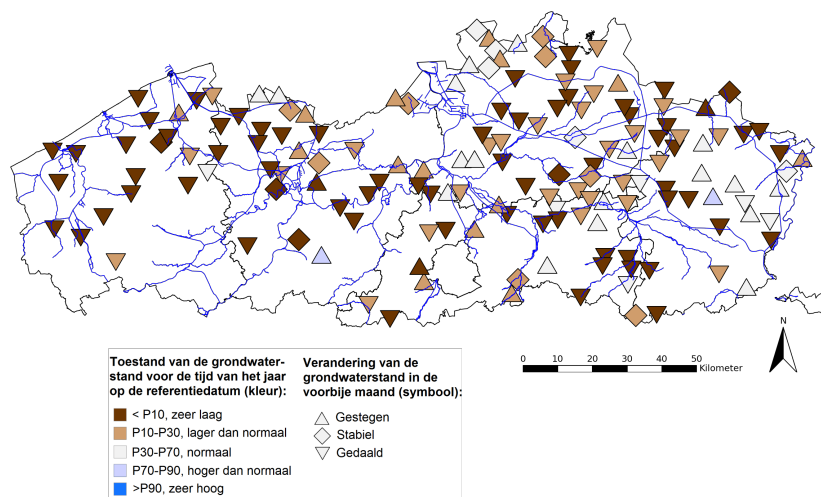 N
0 10 20 30 40 50
Kilometer
Toestand van de grondwater-
stand voor de tijd van het jaar
op de referentiedatum (kleur):
< P10, zeer laag
P10-P30, lager dan normaal
P30-P70, normaal
P70-P90, hoger dan normaal
>P90, zeer hoog
Verandering van de
grondwaterstand in de
voorbije maand (symbool):
Gestegen
Stabiel
Gedaald